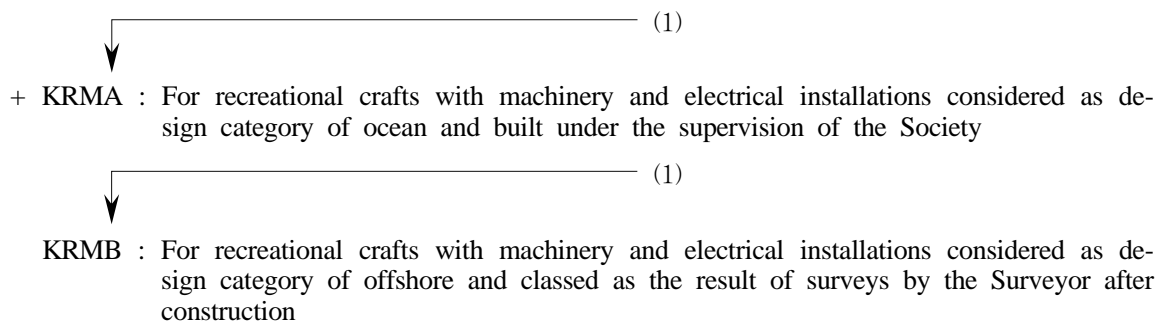 (1)
+ KRMA : For recreational crafts with machinery and electrical installations considered as de-
sign category of ocean and built under the supervision of the Society
(1)
KRMB : For recreational crafts with machinery and electrical installations considered as de-
sign category of offshore and classed as the result of surveys by the Surveyor after
construction